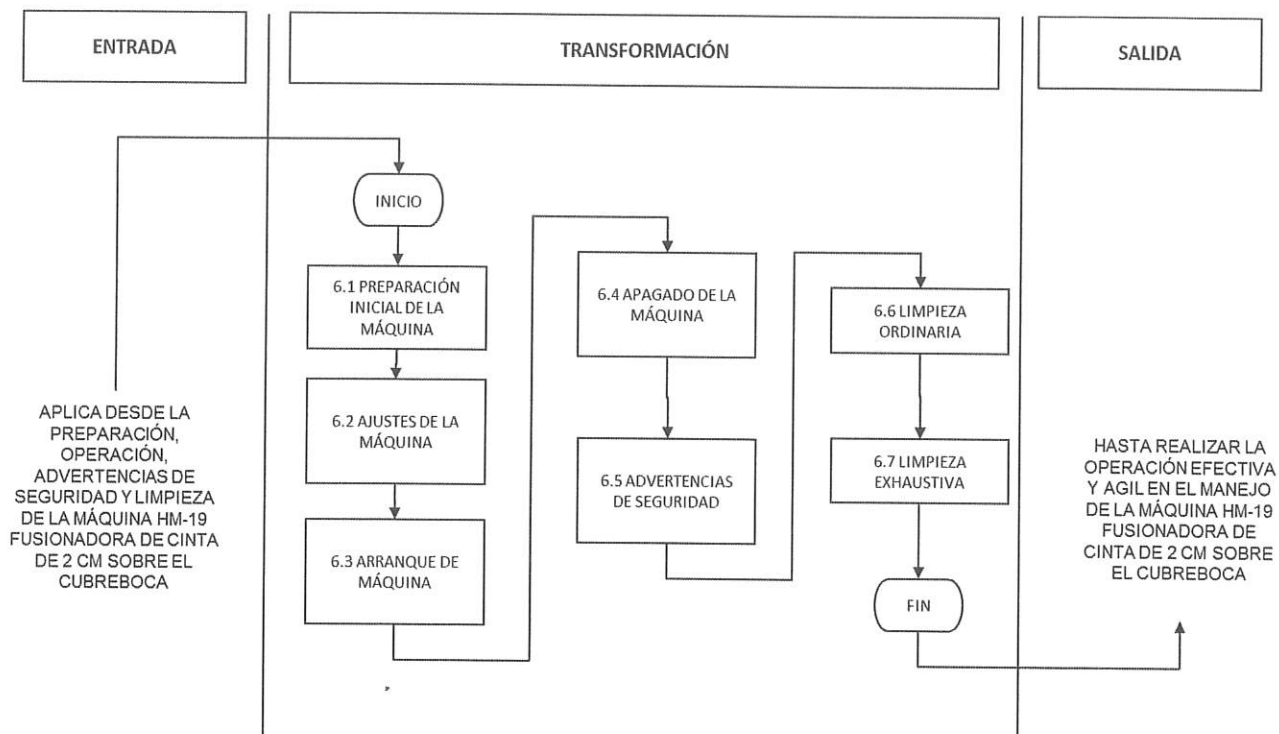 ENTRADA
TRANSFORMACIÓN
SALIDA
APLICA DESDE LA
PREPARACIÓN,
OPERACIÓN,
ADVERTENCIAS DE
SEGURIDAD Y LIMPIEZA
DE LA MÁQUINA HM-19
FUSIONADORA DE CINTA
DE 2 CM SOBRE EL
CUBREBOCA
INICIO
6.1 PREPARACIÓN
INICIAL DE LA
MÁQUINA
6.2 AJUSTES DE LA
MÁQUINA
6.3 ARRANQUE DE
MÁQUINA
6.4 APAGADO DE LA
MÁQUINA
6.5 ADVERTENCIAS
DE SEGURIDAD
6.6 LIMPIEZA
ORDINARIA
6.7 LIMPIEZA
EXHAUSTIVA
FIN
HASTA REALIZAR LA
OPERACIÓN EFECTIVA
Y AGIL EN EL MANEJO
DE LA MÁQUINA HM-19
FUSIONADORA DE
CINTA DE 2 CM SOBRE
EL CUBREBOCA